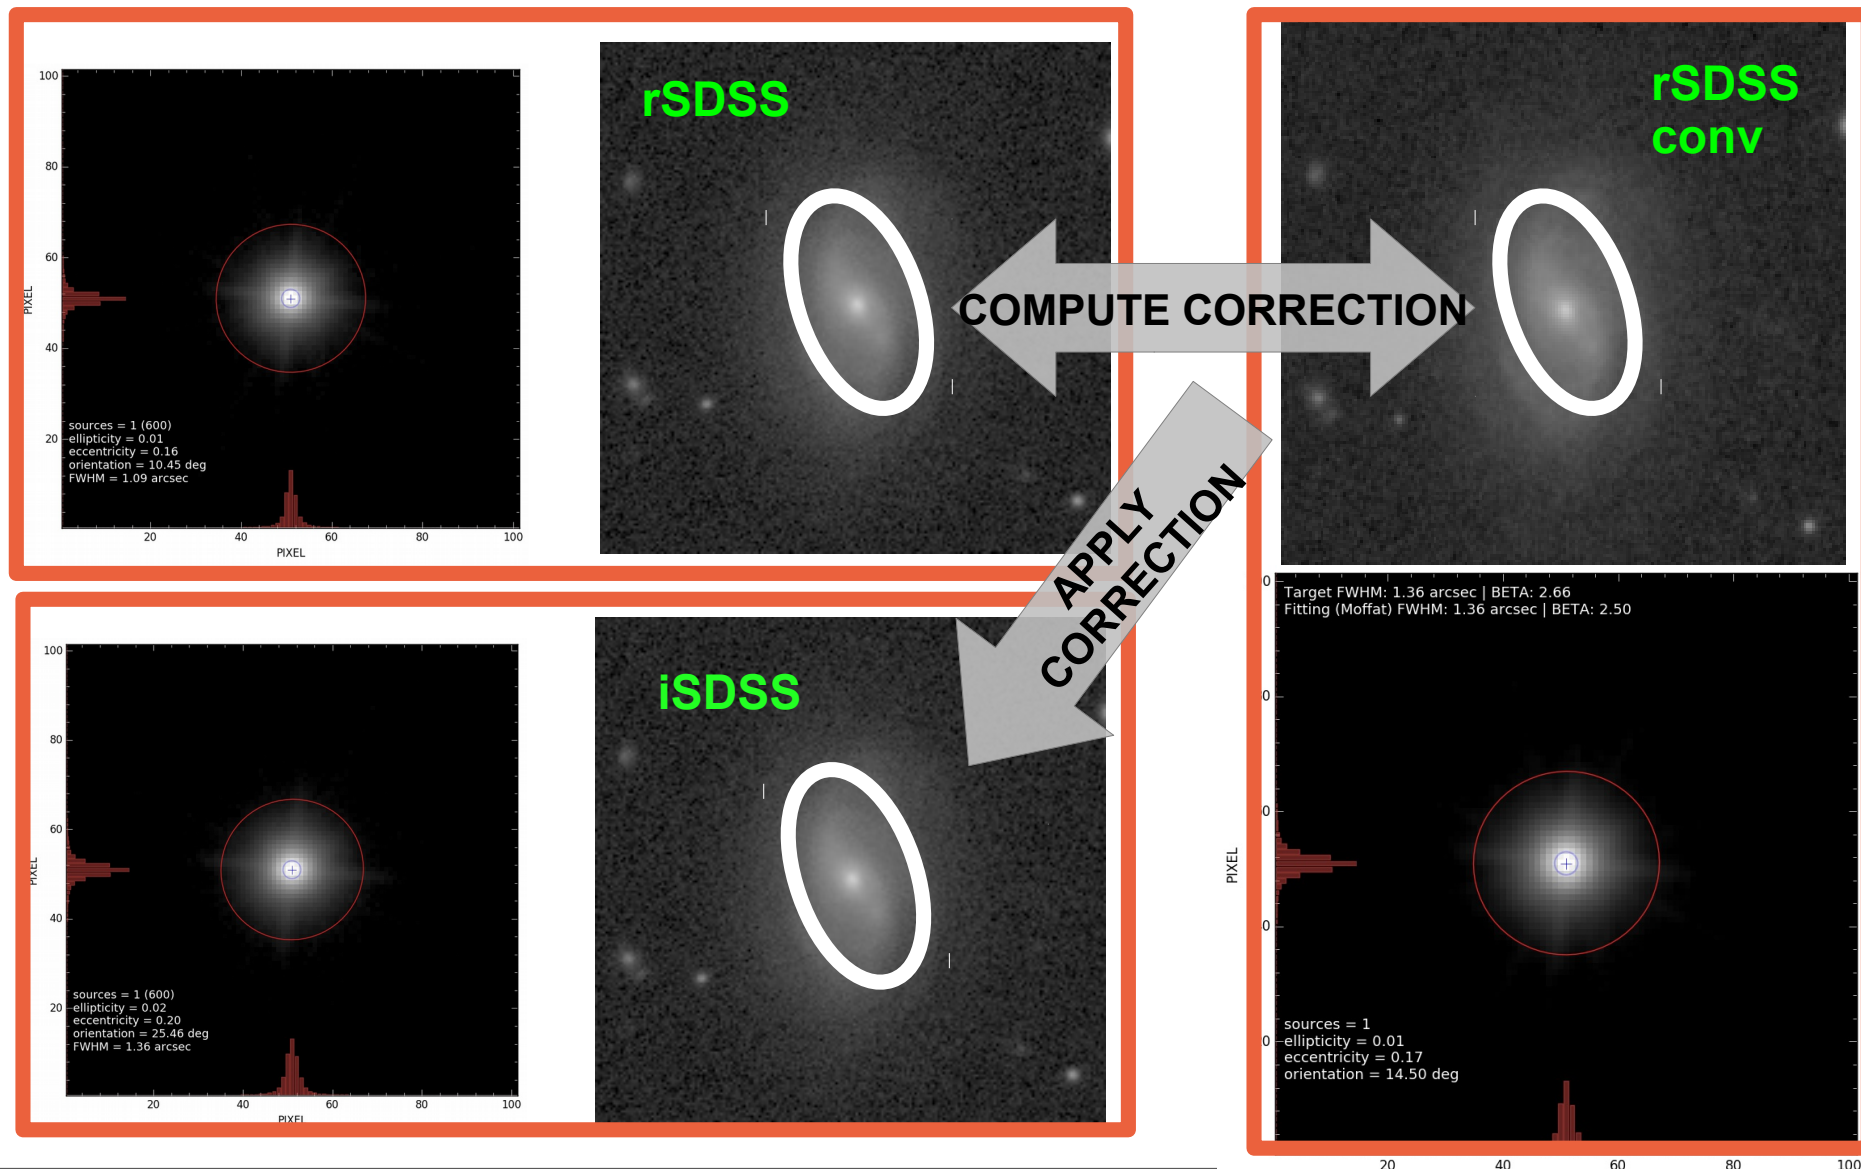 rSDSS
100
80
60
40
20
PIXEL
sources = 1 (600)
ellipticity = 0.01
eccentricity = 0.16
orientation = 10.45 deg
FWHM = 1.09 arcsec
20 40 60 80 100
PIXEL
rSDSS
conv
COMPUTE CORRECTION
APPLY
CORRECTION
iSDSS
100
80
60
40
20
PIXEL
sources = 1 (600)
ellipticity = 0.02
eccentricity = 0.20
orientation = 25.46 deg
FWHM = 1.36 arcsec
20 40 60 80 100
PIXEL
Target FWHM: 1.36 arcsec | BETA: 2.66
Fitting (Moffat) FWHM: 1.36 arcsec | BETA: 2.50
0
0
0
0
0
PIXEL
sources = 1
ellipticity = 0.01
eccentricity = 0.17
orientation = 14.50 deg
20 40 60 80 100